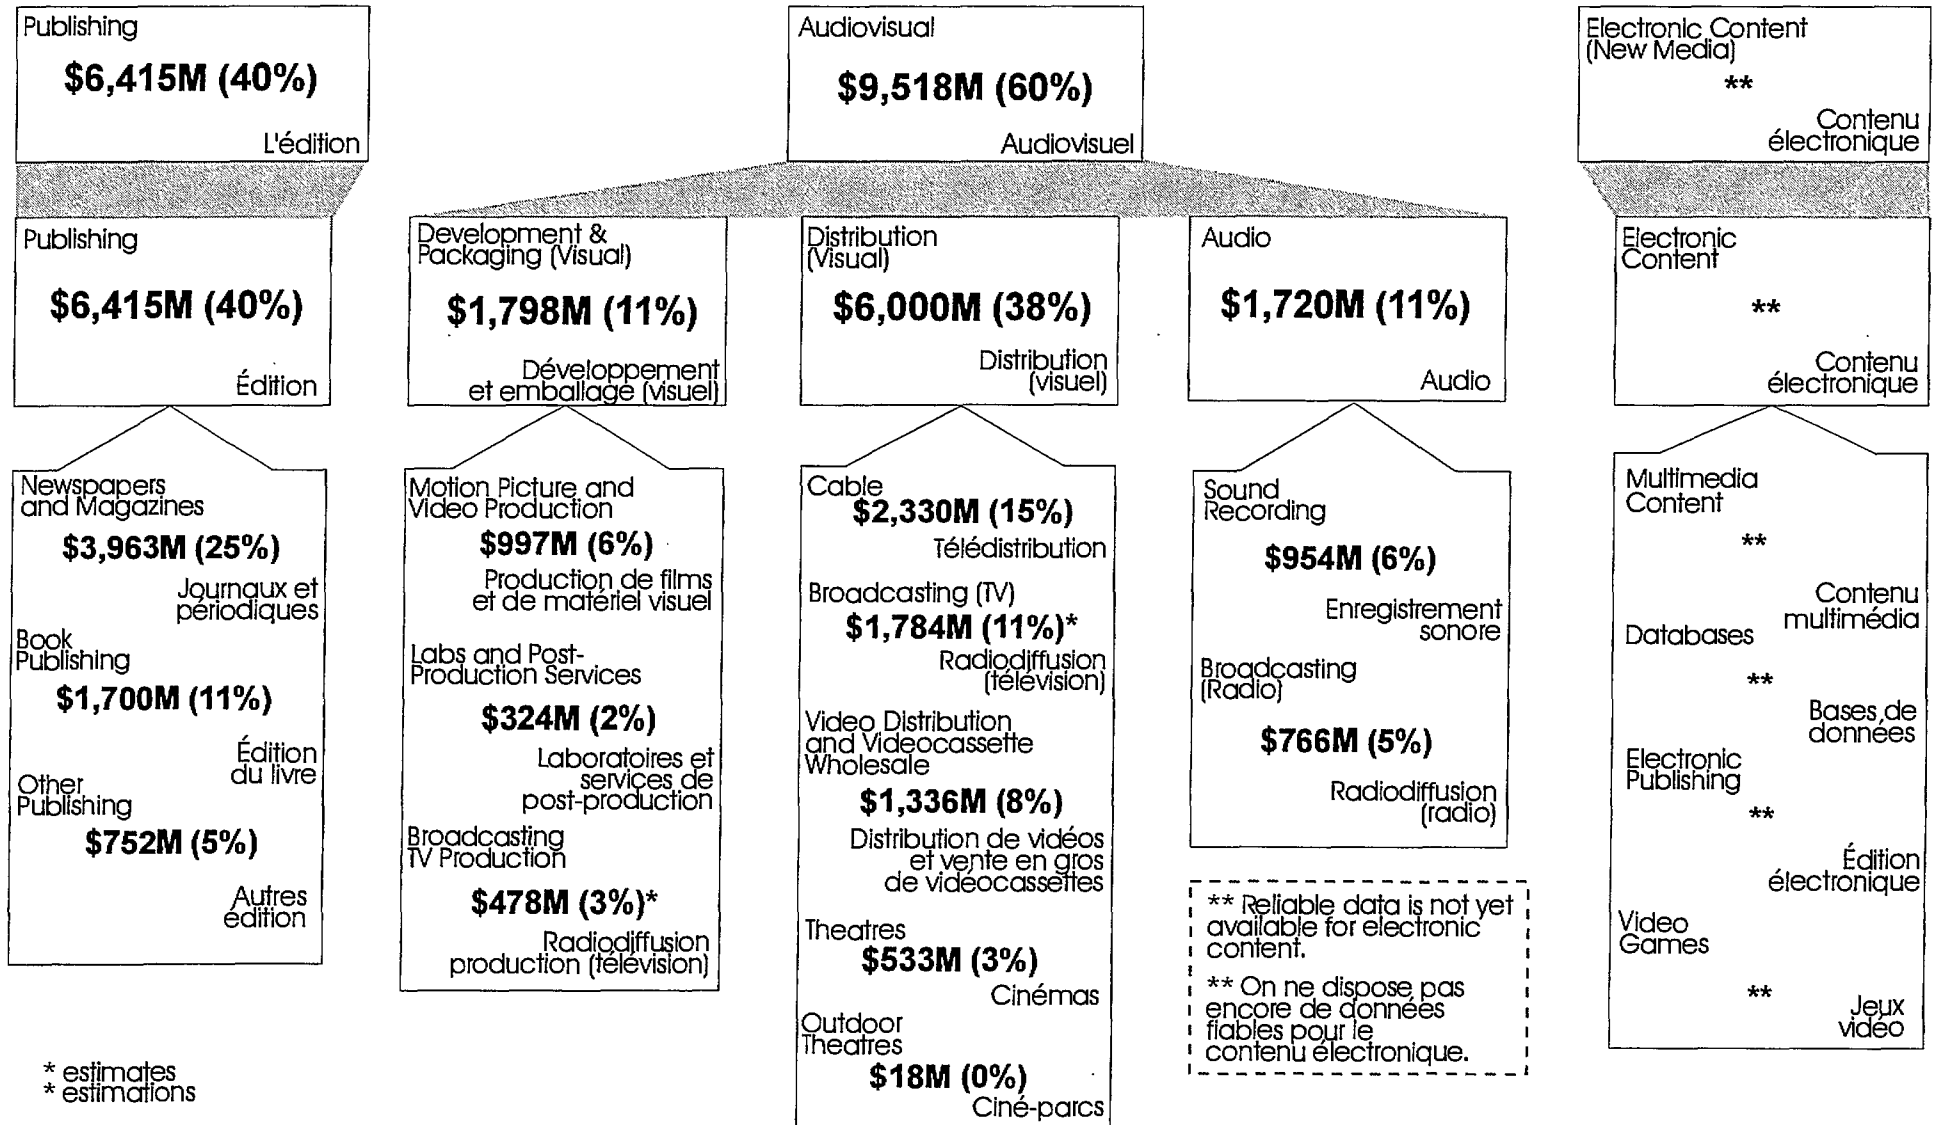 Publishing
$6,415M (40%)
L'édition
Audiovisual
$9,518M (60%)
Audiovisuel
Electronic Content
(New Media)
**
Contenu
électronique
Publishing
$6,415M (40%)
Édition
Development &
Packaging (Visual)
$1,798M (11%)
Développement
et emballage (visuel)
Distribution
(Visual)
$6,000M (38%)
Distribution
(visuel)
Audio
$1,720M (11%)
Audio
Electronic
Content
**
Contenu
électronique
Newspapers
and Magazines
$3,963M (25%)
Journaux et
périodiques
Book
Publishing
$1,700M (11%)
Édition
du livre
Other
Publishing
$752M (5%)
Autres
édition
Motion Picture and
Video Production
$997M (6%)
Production de films
et de matériel visuel
Labs and Post-
Production Services
$324M (2%)
Laboratoires et
services de
post-production
Broadcasting
TV Production
$478M (3%)*
Radiodiffusion
production (télévision)
Cable
$2,330M (15%)
Télédistribution
Broadcasting (TV)
$1,784M (11%)*
Radiodiffusion
(télévision)
Video Distribution
and Videocassette
Wholesale
$1,336M (8%)
Distribution de vidéos
et vente en gros
de vidéocassettes
Theatres
$533M (3%)
Cinémas
Outdoor
Theatres
$18M (0%)
Ciné-parcs
Sound
Recording
$954M (6%)
Enregistrement
sonore
Broadcasting
(Radio)
$766M (5%)
Radiodiffusion
(radio)
** Reliable data is not yet
available for electronic
content.
** On ne dispose pas
encore de données
fiables pour le
contenu électronique.
Multimedia
Content
**
Contenu
multimédia
Databases
**
Bases de
données
Electronic
Publishing
**
Édition
électronique
Video
Games
**
Jeux
vidéo
* estimates
* estimations